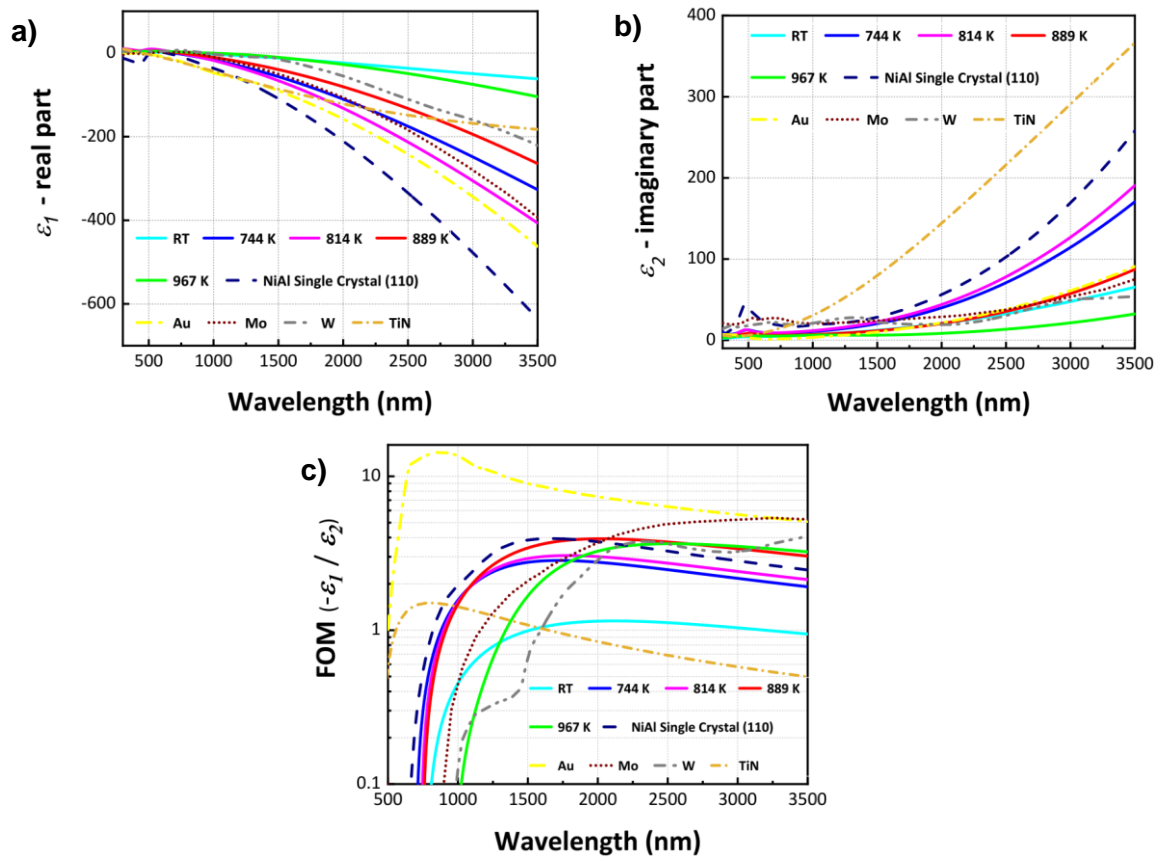 a)
ε1 - real part
0
-200
-400
-600
RT 744 K 814 K 889 K
967 K NiAl Single Crystal (110)
Au Mo W TiN
500 1000 1500 2000 2500 3000 3500
Wavelength (nm)
b)
ε2 - imaginary part
400
300
200
100
0
RT 744 K 814 K 889 K
967 K NiAl Single Crystal (110)
Au Mo W TiN
500 1000 1500 2000 2500 3000 3500
Wavelength (nm)
c)
FOM (-ε1 / ε2)
10
1
0.1
RT 744 K 814 K 889 K
967 K NiAl Single Crystal (110)
Au Mo W TiN
500 1000 1500 2000 2500 3000 3500
Wavelength (nm)